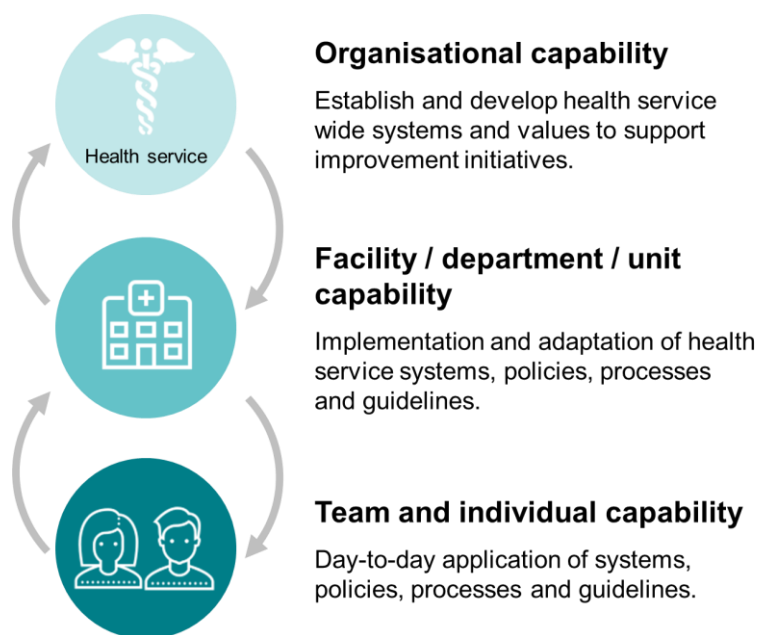 Health service
Organisational capability
Establish and develop health service
wide systems and values to support
improvement initiatives.
Facility / department / unit
capability
Implementation and adaptation of health
service systems, policies, processes
and guidelines.
Team and individual capability
Day-to-day application of systems,
policies, processes and guidelines.